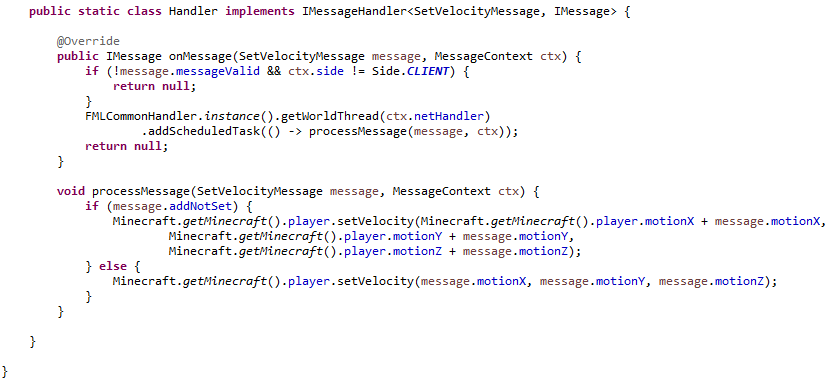 public static class Handler implements IMessageHandler<SetVelocityMessage, IMessage> {
@Override
public IMessage onMessage(SetVelocityMessage message, MessageContext ctx) {
if (!message.messageValid && ctx.side != Side.CLIENT) {
return null;
}
FMLCommonHandler.instance().getWorldThread(ctx.netHandler)
.addScheduledTask(() -> processMessage(message, ctx));
return null;
}
void processMessage(SetVelocityMessage message, MessageContext ctx) {
if (message.addNotSet) {
Minecraft.getMinecraft().player.setVelocity(Minecraft.getMinecraft().player.motionX + message.motionX,
Minecraft.getMinecraft().player.motionY + message.motionY,
Minecraft.getMinecraft().player.motionZ + message.motionZ);
} else {
Minecraft.getMinecraft().player.setVelocity(message.motionX, message.motionY, message.motionZ);
}
}
}
}